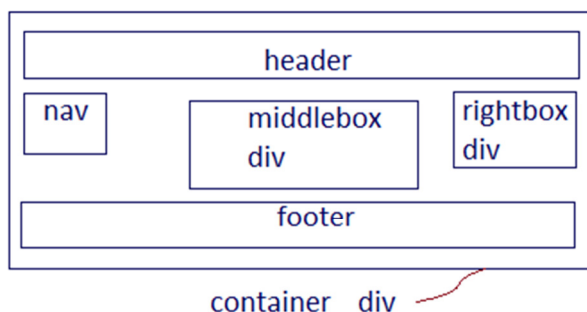 header
nav
middlebox
div
rightbox
div
footer
container div